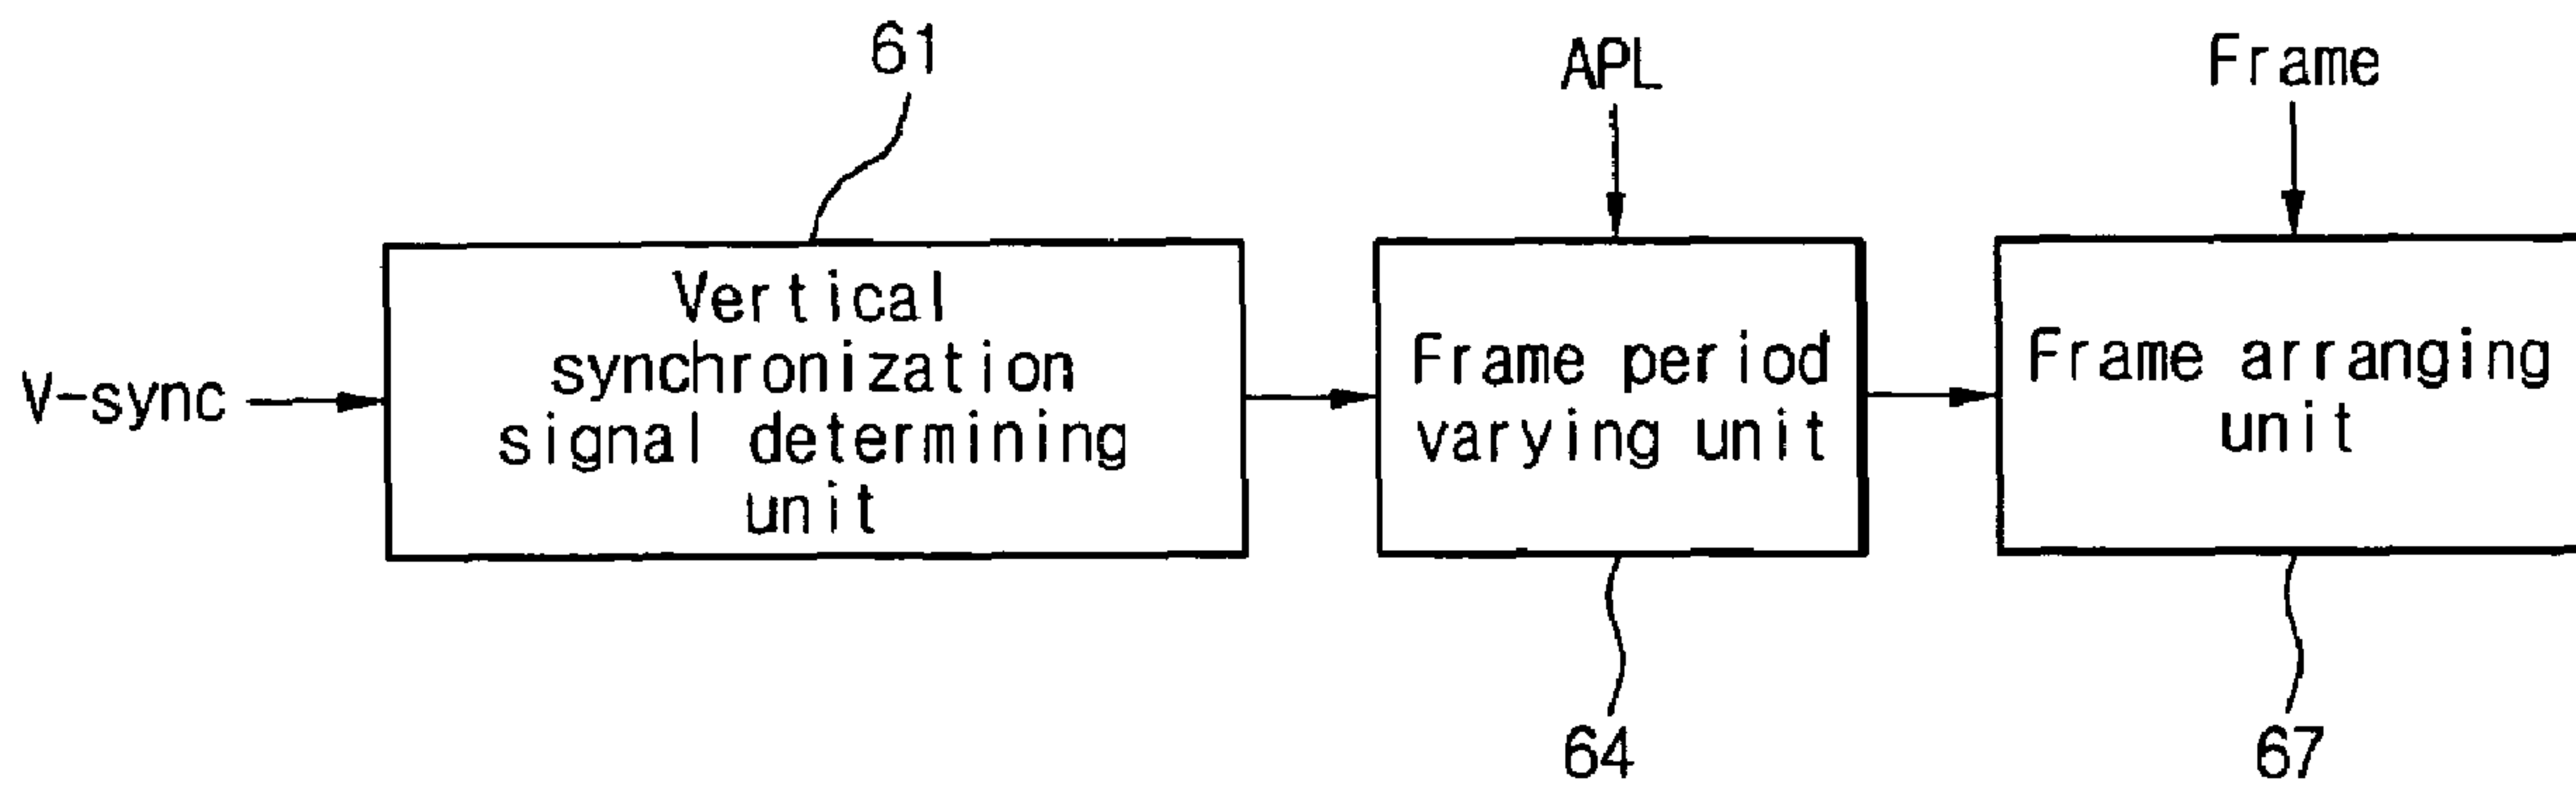 61
APL
Frame
V-sync
Vertical
synchronization
signal determining
unit
Frame period
varying unit
Frame arranging
unit
64
67